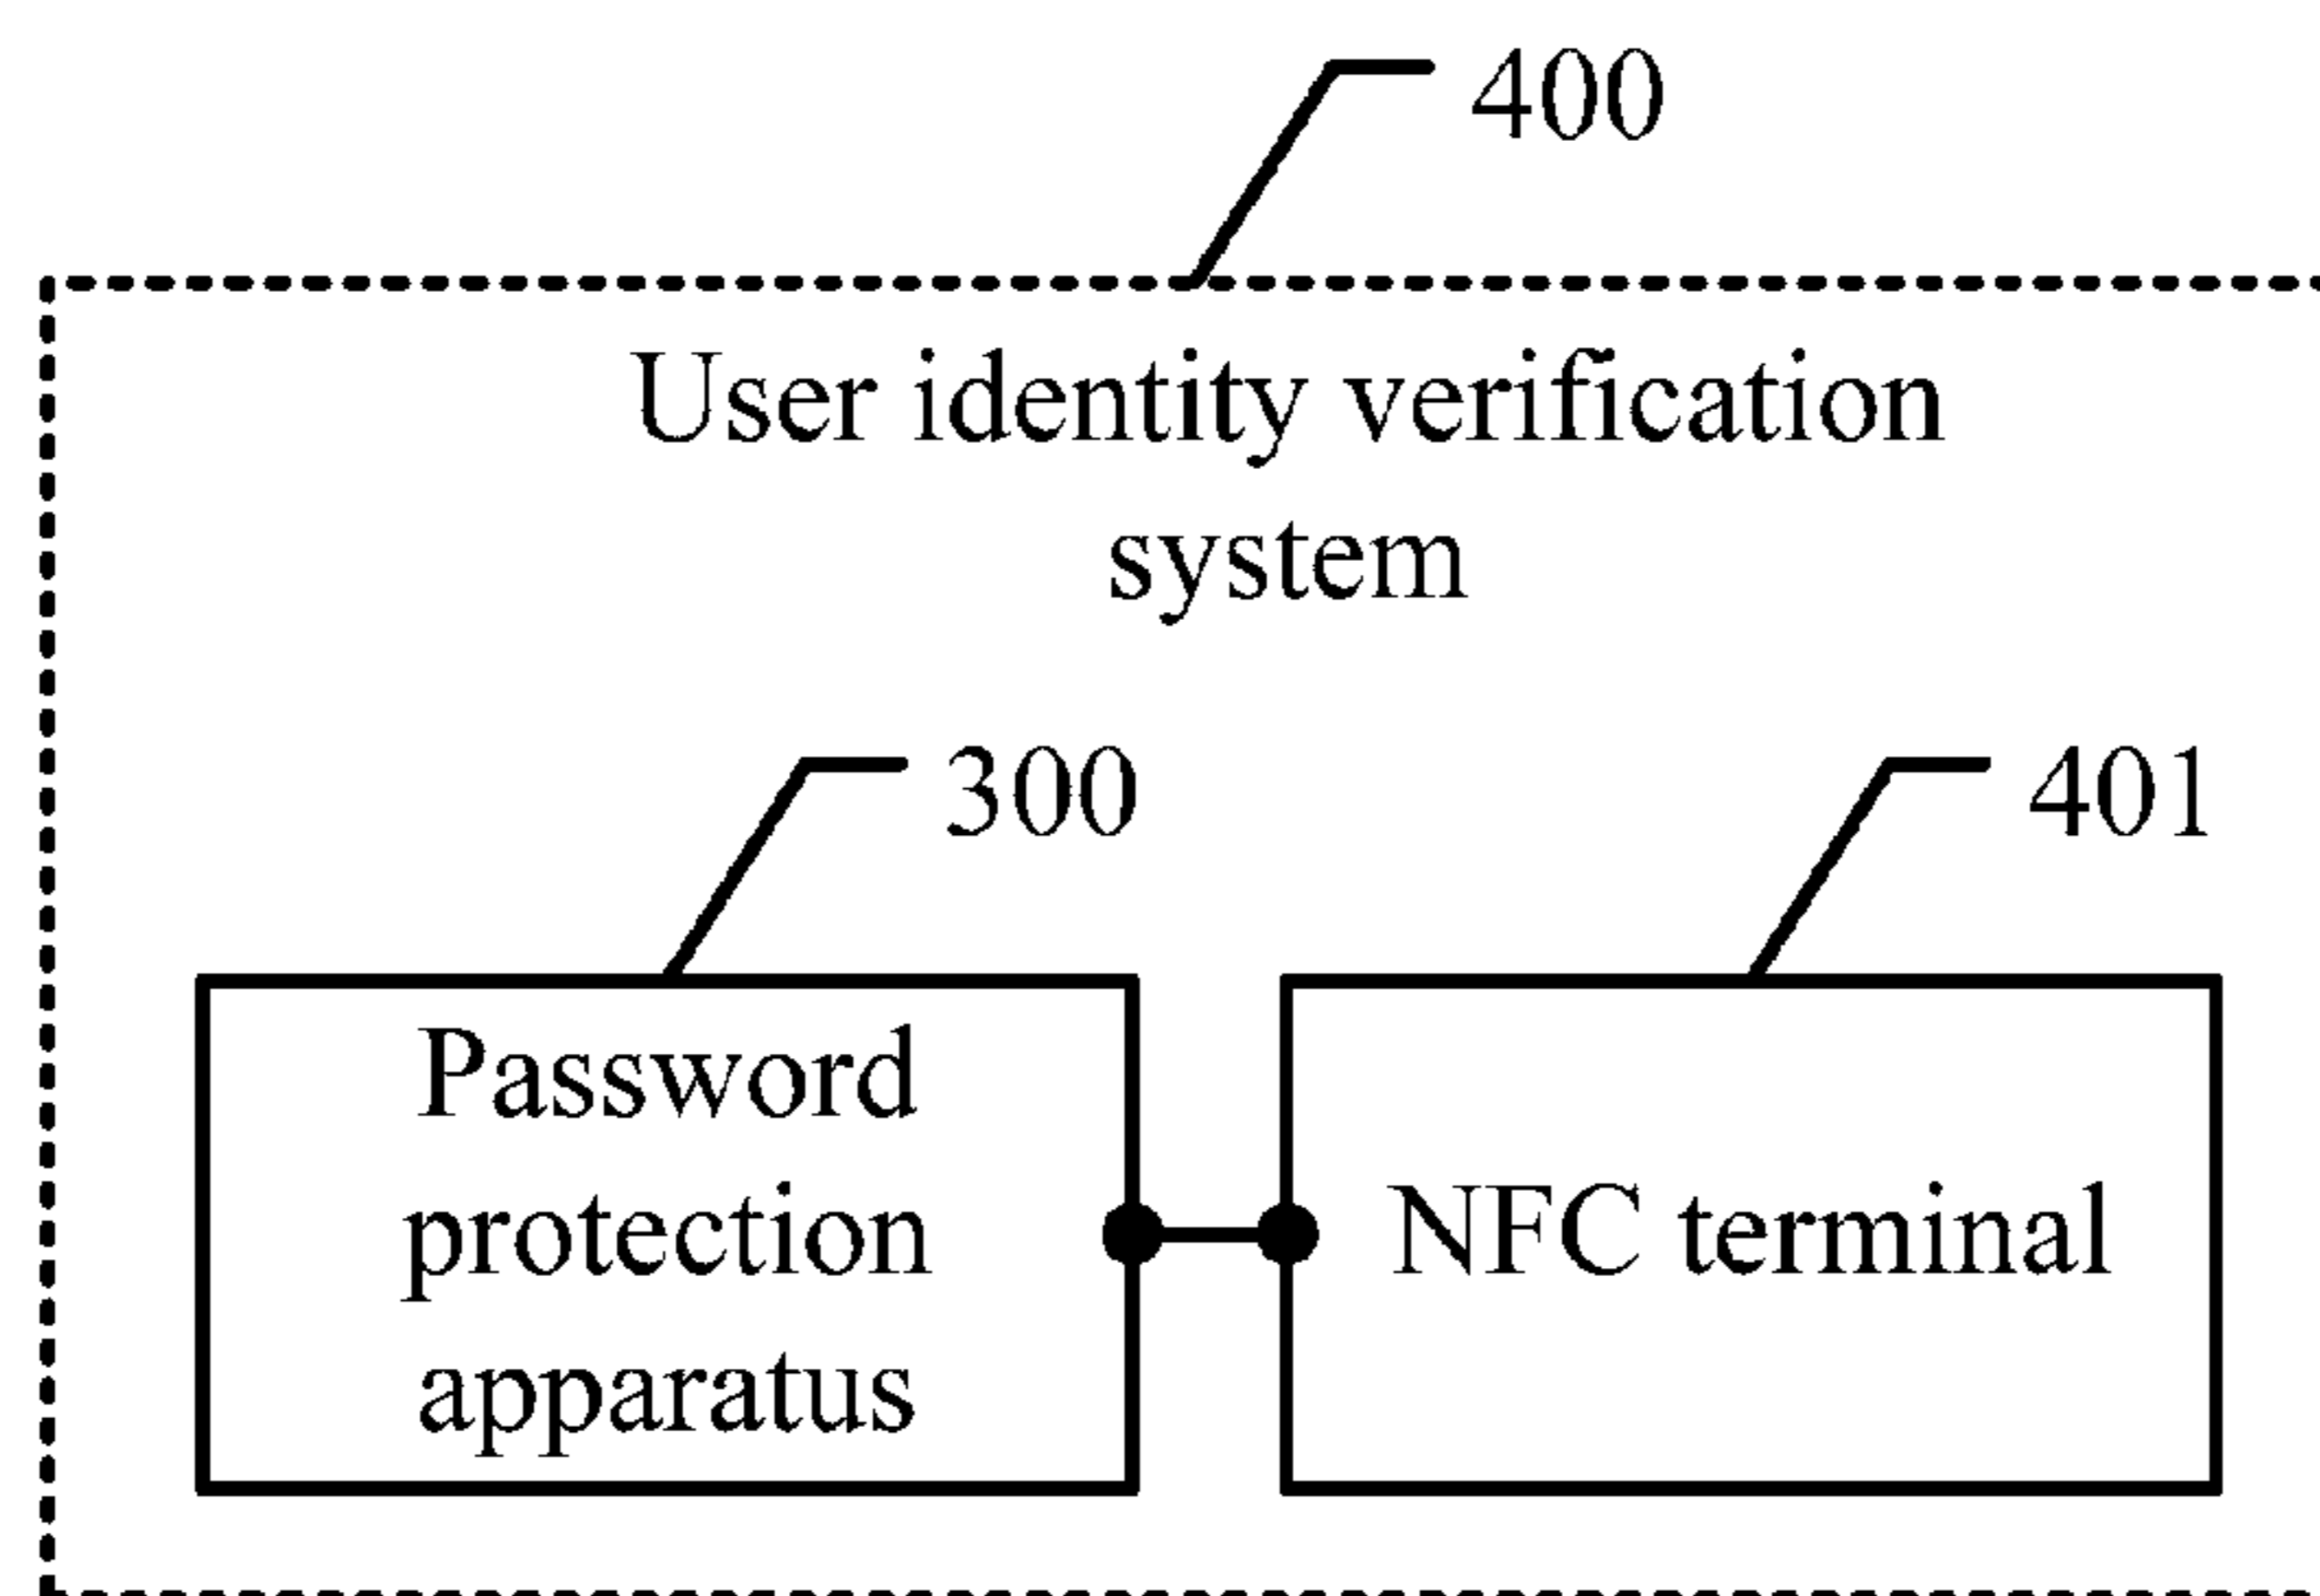 400
User identity verification
system
300
401
Password
protection
apparatus
NFC terminal